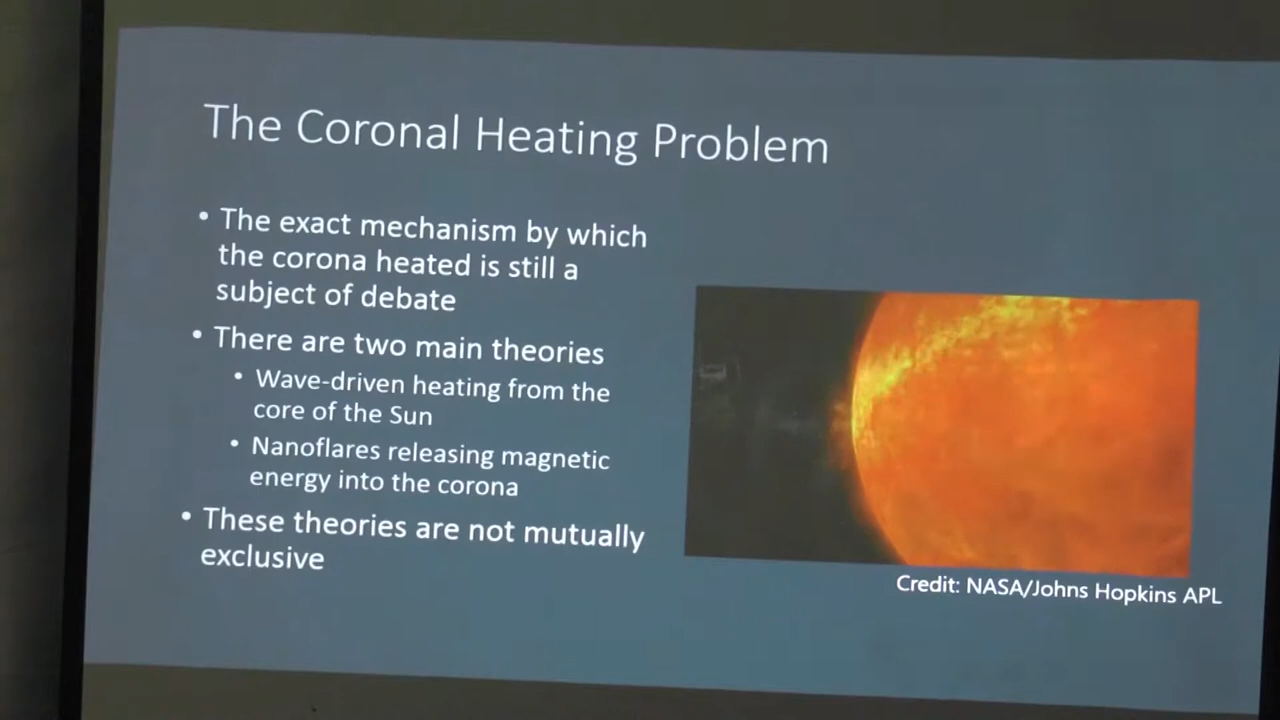 The Coronal Heating Problem
• The exact mechanism by which
the corona heated is still a
subject of debate
• There are two main theories
• Wave-driven heating from the
core of the Sun
• Nanoflares releasing magnetic
energy into the corona
• These theories are not mutually
exclusive
Credit: NASA/Johns Hopkins APL